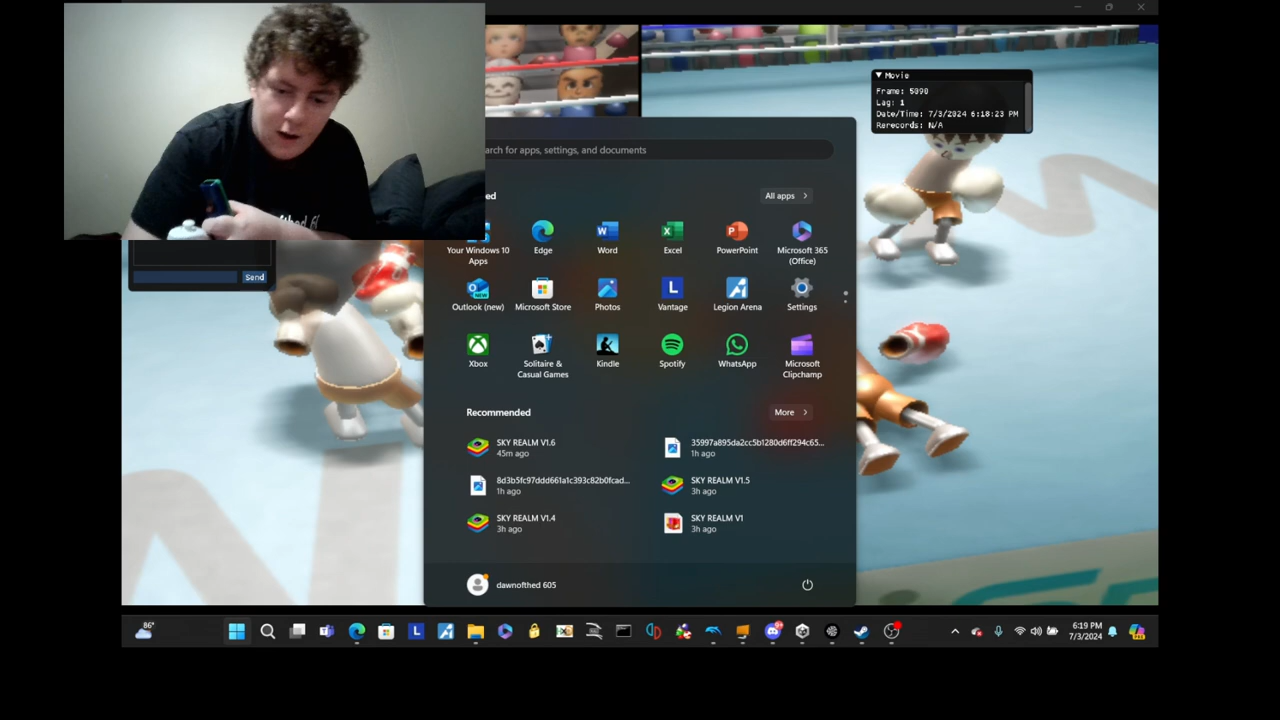 Movie
Frame: 5090
Lag: 1
Date/Time: 7/3/2024 6:18:23 PM
Rerecords: N/A
arch for apps, settings, and documents
ed
All apps
Your Windows 10
Apps
Edge
Word
Excel
PowerPoint
Microsoft 365
(Office)
Outlook (new)
Microsoft Store
Photos
Vantage
Legion Arena
Settings
Xbox
Solitaire &
Casual Games
Kindle
Spotify
WhatsApp
Microsoft
Clipchamp
Send
Recommended
More
SKY REALM V1.6
45m ago
35997a895da2cc5b1280d6ff294c65...
1h ago
8d3b5fc97ddd661a1c393c82b0fcad...
1h ago
SKY REALM V1.5
3h ago
SKY REALM V1.4
3h ago
SKY REALM V1
3h ago
dawnofthed 605
86°
6:19 PM
7/3/2024